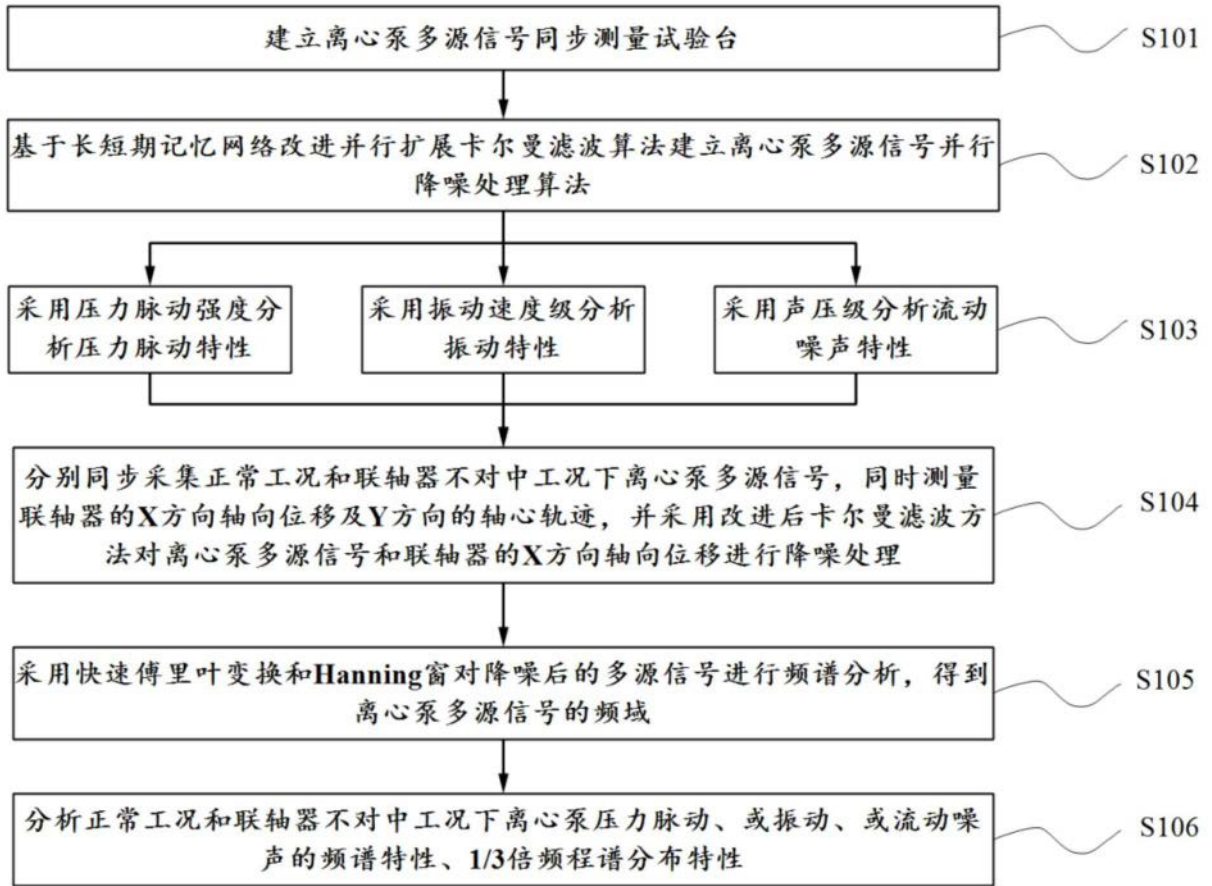 建立离心泵多源信号同步测量试验台
S101
基于长短期记忆网络改进并行扩展卡尔曼滤波算法建立离心泵多源信号并行
降噪处理算法
S102
采用压力脉动强度分
析压力脉动特性
采用振动速度级分析
振动特性
采用声压级分析流动
噪声特性
S103
分别同步采集正常工况和联轴器不对中工况下离心泵多源信号，同时测量
联轴器的X方向轴向位移及Y方向的轴心轨迹，并采用改进后卡尔曼滤波方
法对离心泵多源信号和联轴器的X方向轴向位移进行降噪处理
S104
采用快速傅里叶变换和Hanning窗对降噪后的多源信号进行频谱分析，得到
离心泵多源信号的频域
S105
分析正常工况和联轴器不对中工况下离心泵压力脉动、或振动、或流动噪
声的频谱特性、1/3倍频程谱分布特性
S106